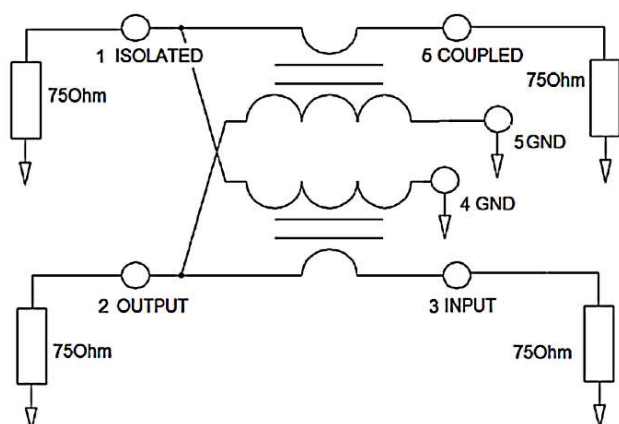 1 ISOLATED
6 COUPLED
75Ohm
75Ohm
5 GND
4 GND
2 OUTPUT
3 INPUT
75Ohm
75Ohm